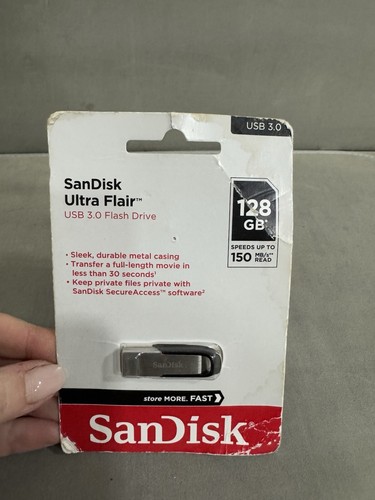 USB 3.0
SanDisk
Ultra Flair™
USB 3.0 Flash Drive
128
GB*
SPEEDS UP TO
150 MB/s**
READ
• Sleek, durable metal casing
• Transfer a full-length movie in
less than 30 seconds¹
• Keep private files private with
SanDisk SecureAccess™ software²
SanDisk
store MORE. FAST
SanDisk